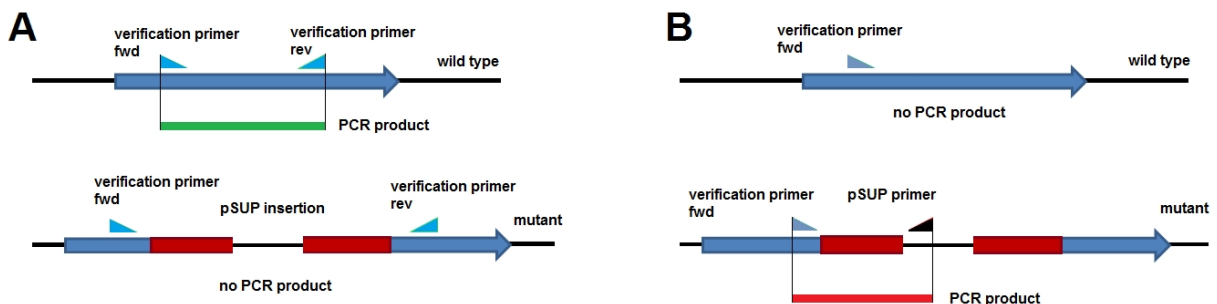 A
verification primer
fwd
verification primer
rev
wild type
PCR product
verification primer
fwd
pSUP insertion
verification primer
rev
mutant
no PCR product
B
verification primer
fwd
wild type
no PCR product
verification primer
fwd
pSUP primer
mutant
PCR product